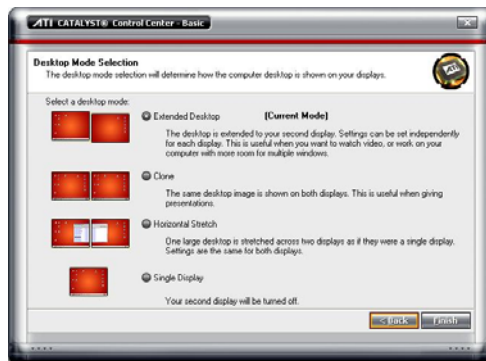 ATI CATALYST® Control Center - Basic
Desktop Mode Selection
The desktop mode selection will determine how the computer desktop is shown on your displays.
ATI
Select a desktop mode:
Extended Desktop [Current Mode]
The desktop is extended to your second display. Settings can be set independently
for each display. This is useful when you want to watch video, or work on your
computer with more room for multiple windows.
Clone
The same desktop image is shown on both displays. This is useful when giving
presentations.
Horizontal Stretch
One large desktop is stretched across two displays as if they were a single display.
Settings are the same for both displays.
Single Display
Your second display will be turned off.
< Back Finish